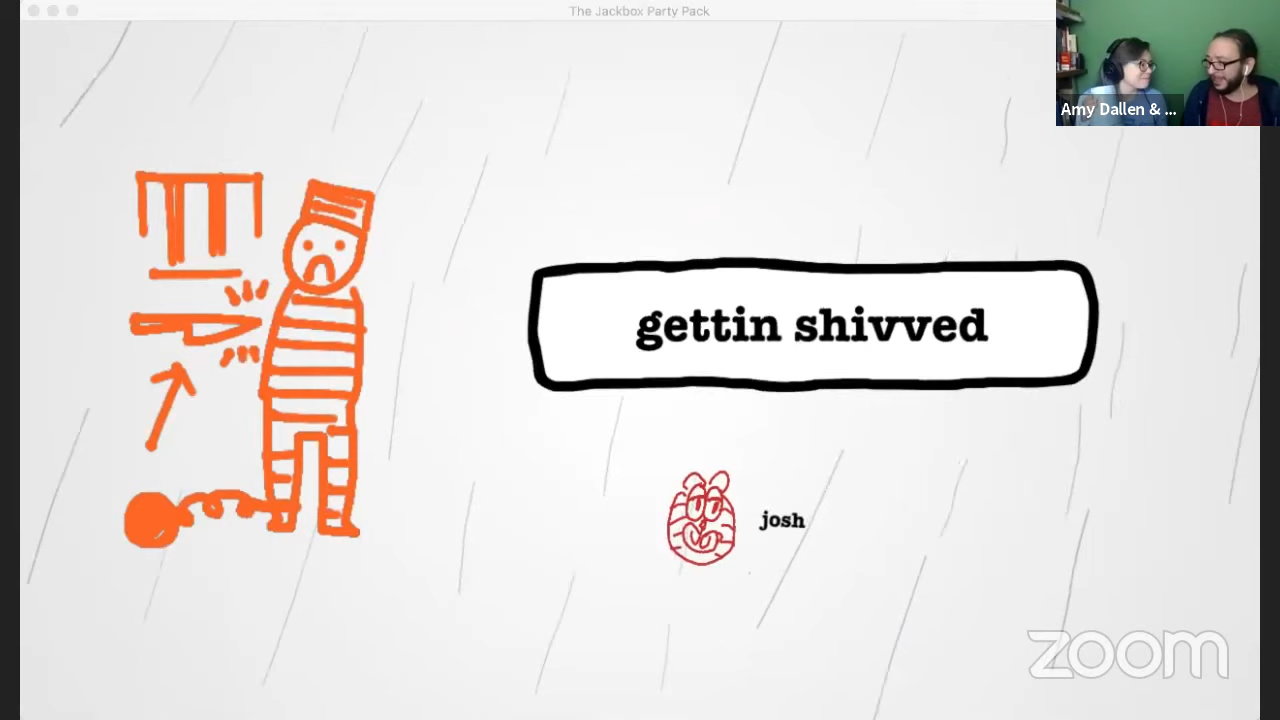 The Jackbox Party Pack
Amy Dallen & ...
gettin shivved
josh
zoom